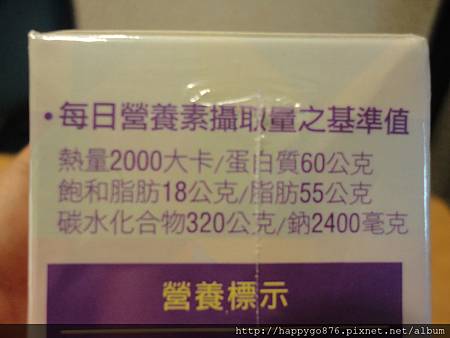 •每日營養素攝取量之基準值
熱量2000大卡/蛋白質60公克
飽和脂肪18公克/脂肪55公克
碳水化合物320公克/鈉2400毫克
營養標示
http://happygo876.pixnet.net/album